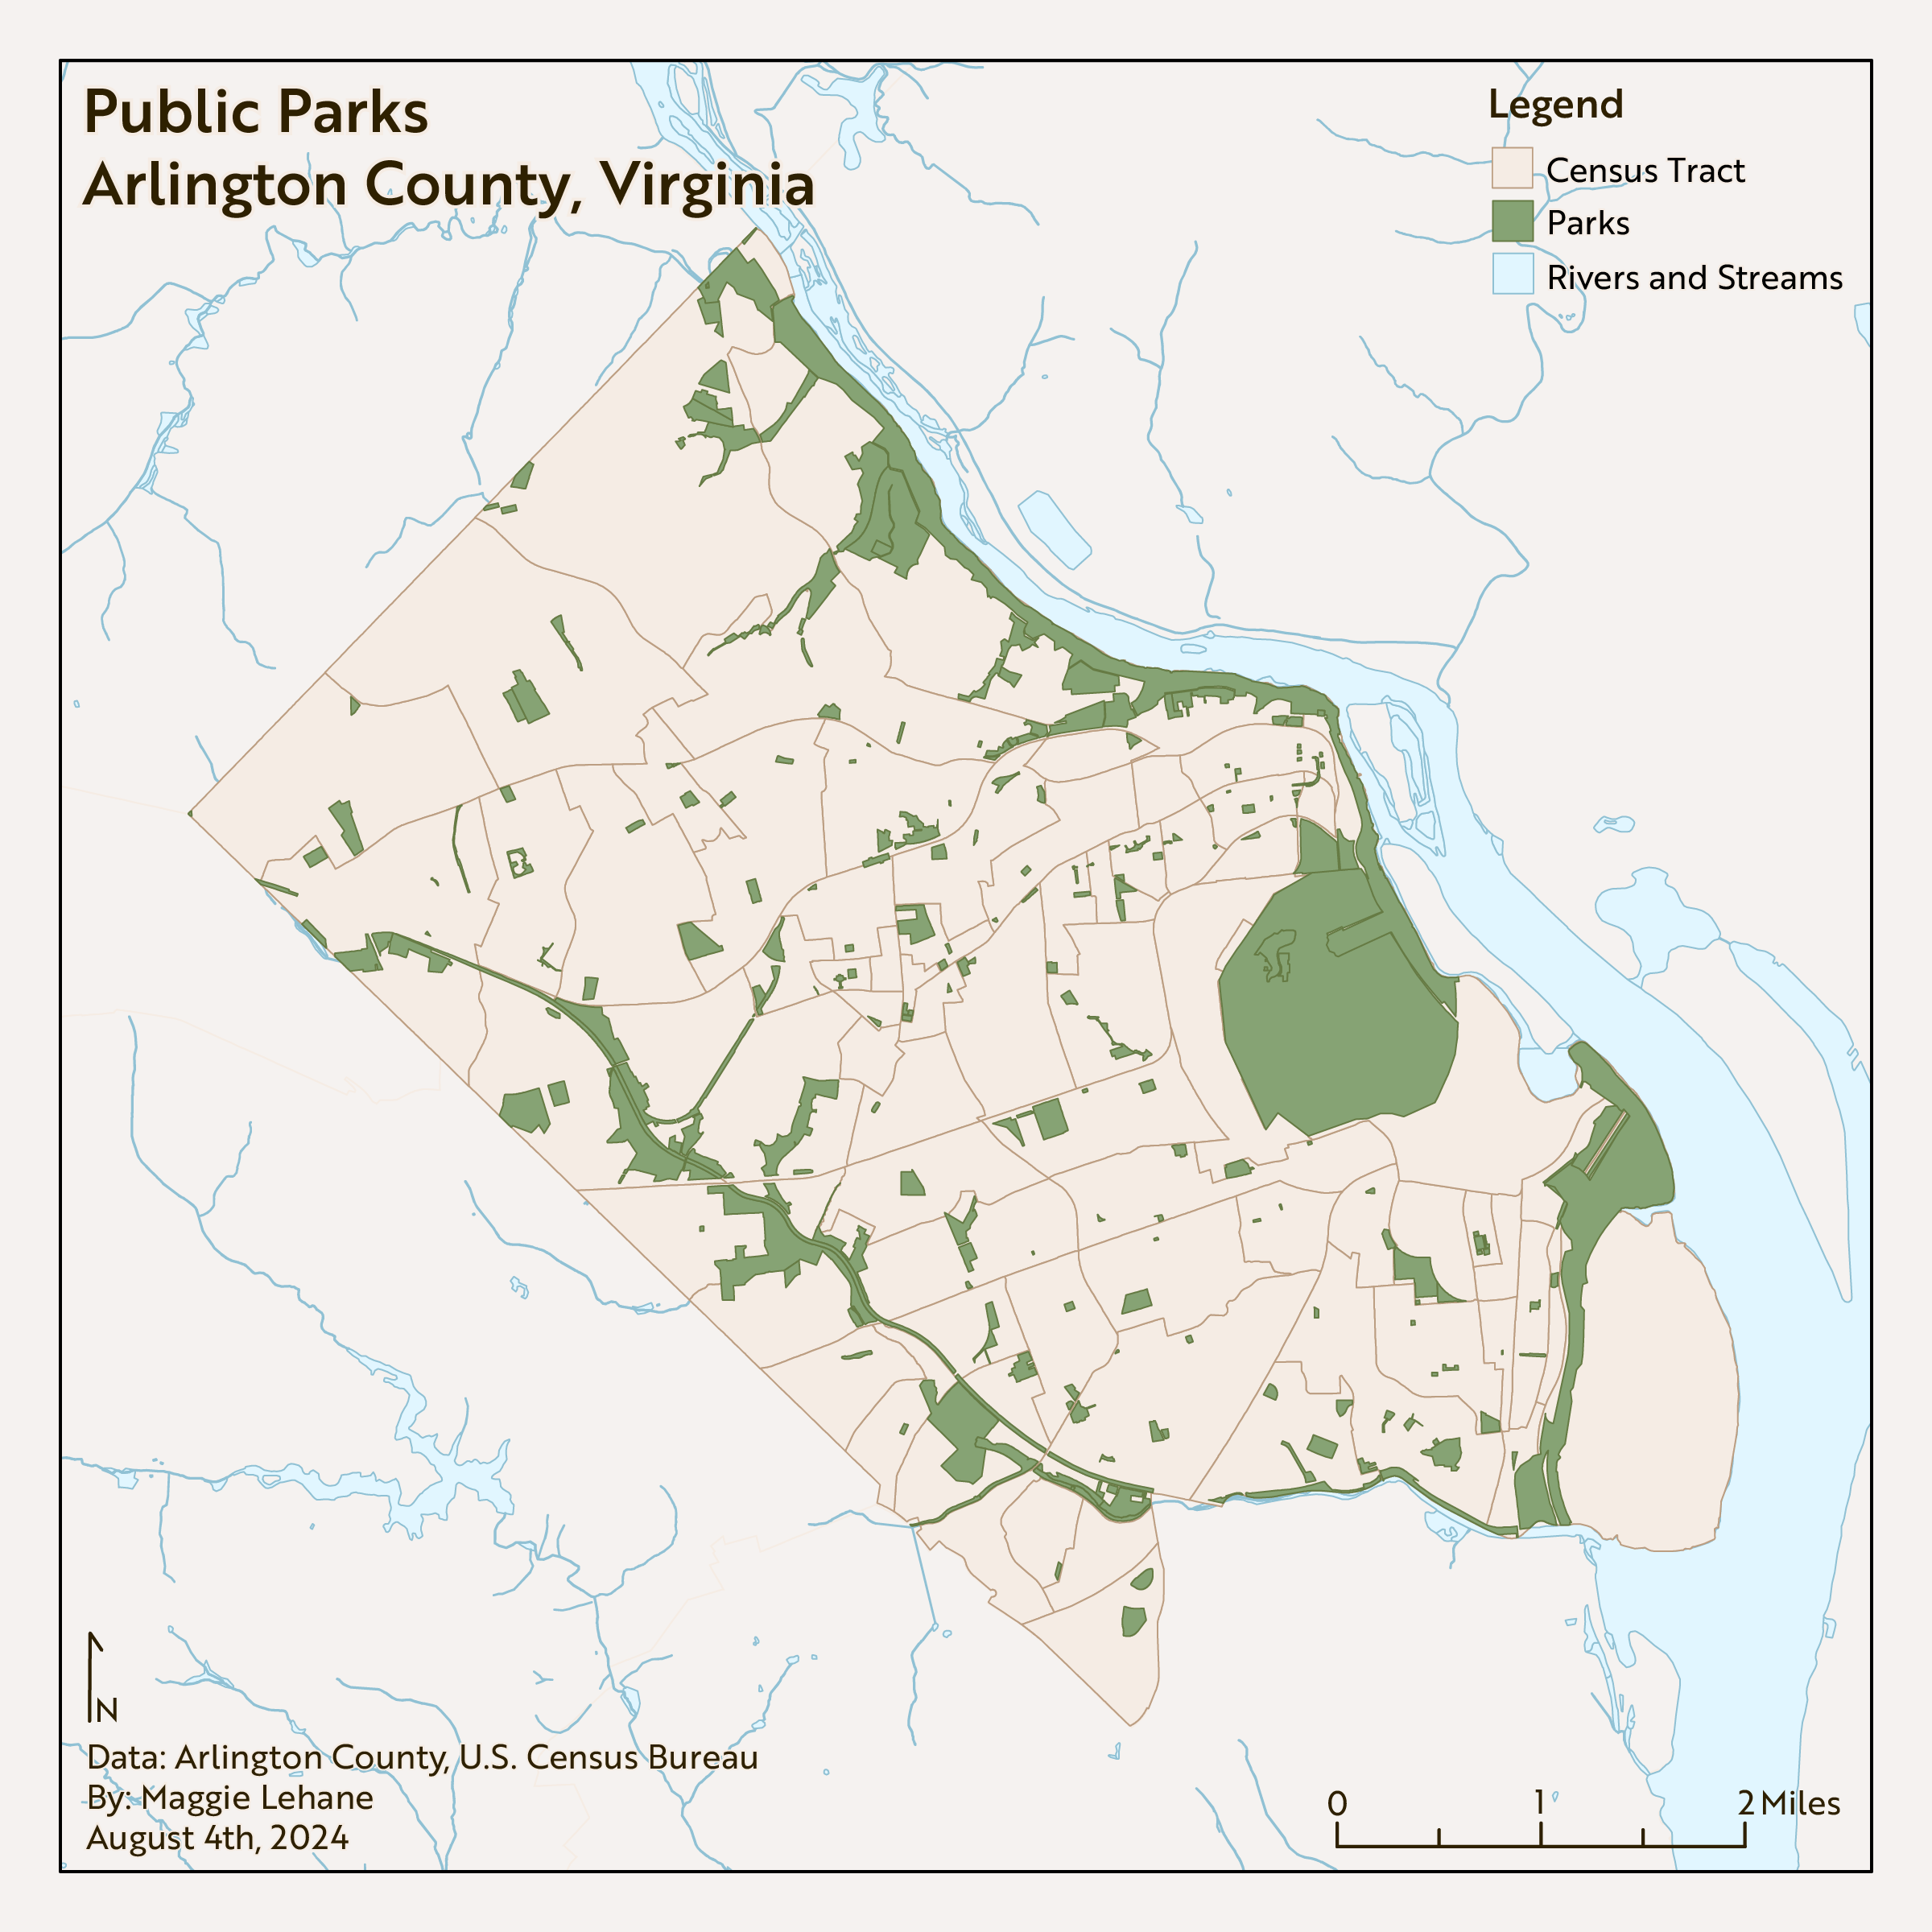 Public Parks
Arlington County, Virginia
Legend
Census Tract
Parks
Rivers and Streams
N
Data: Arlington County, U.S. Census Bureau
By: Maggie Lehane
August 4th, 2024
0 1 2 Miles